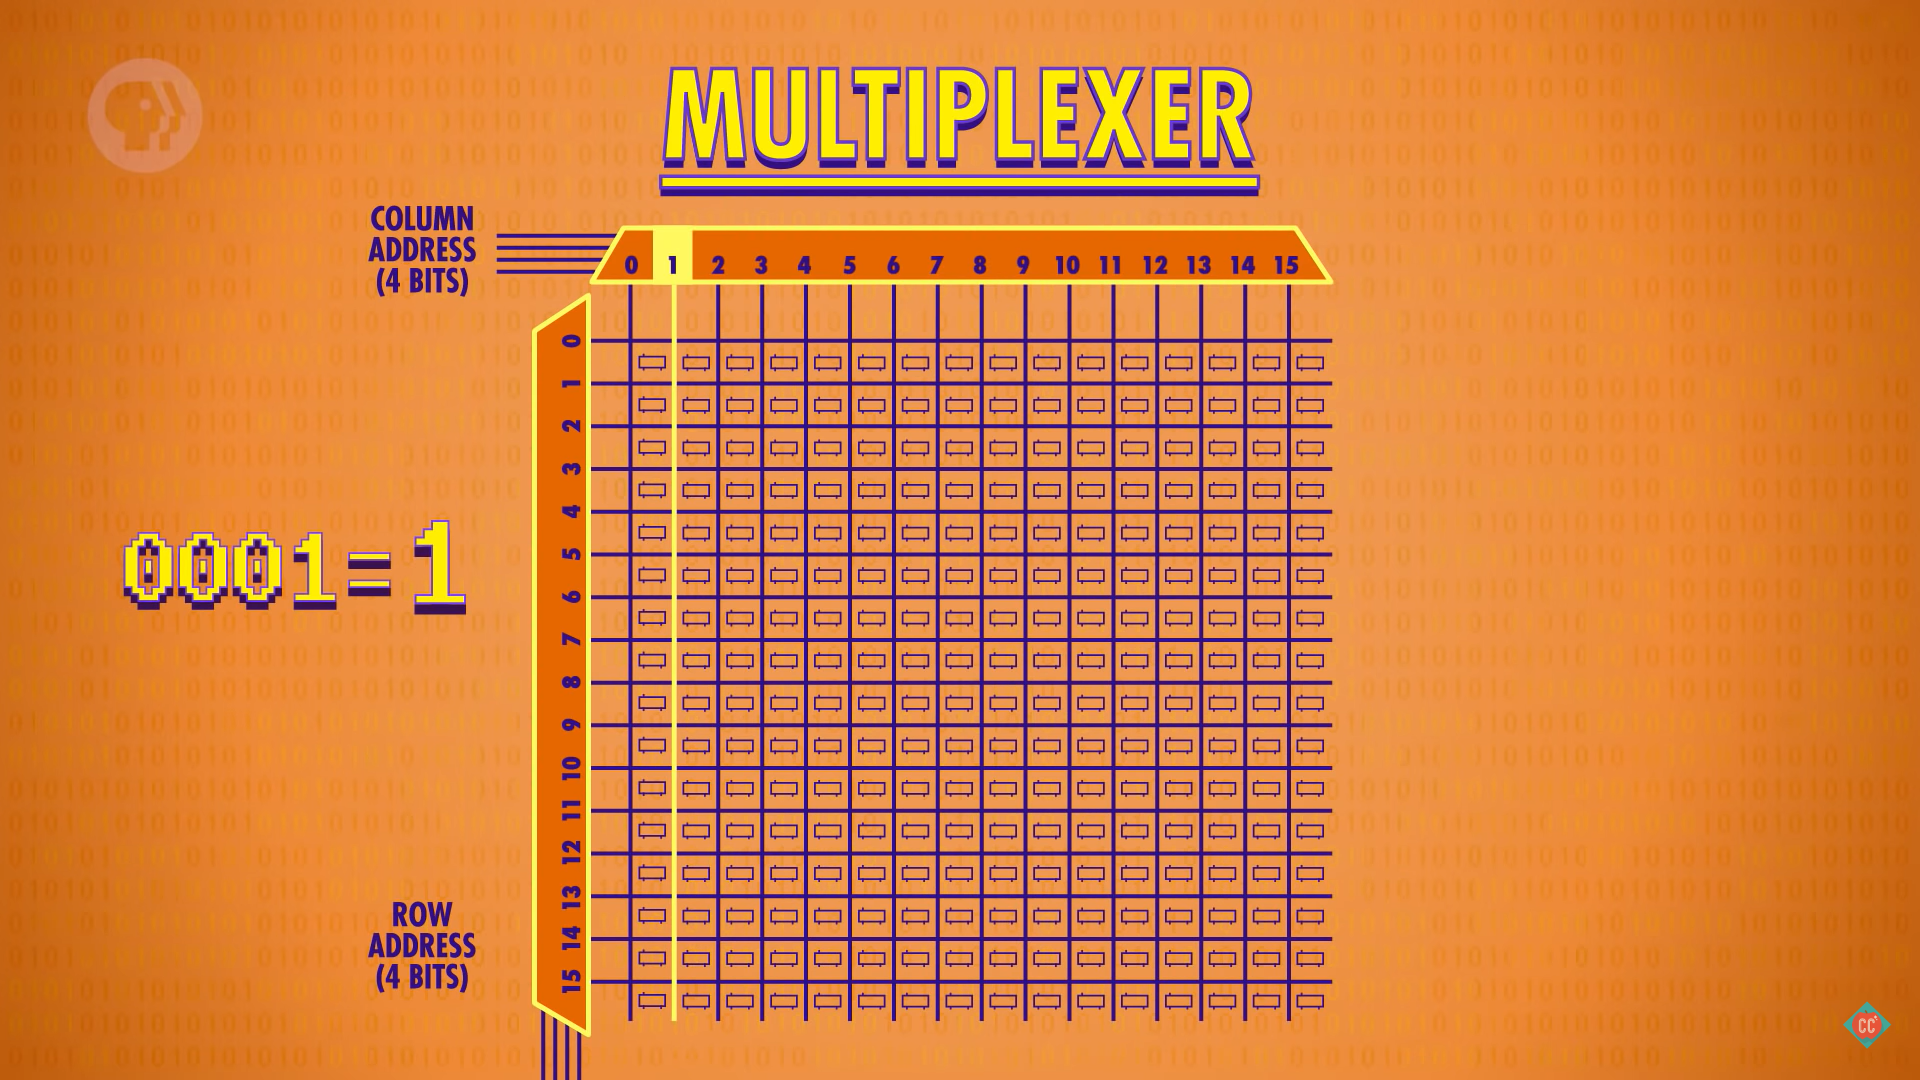 MULTIPLEXER
COLUMN
ADDRESS
(4 BITS)
0 1 2 3 4 5 6 7 8 9 10 11 12 13 14 15
0
1
2
3
4
5
6
7
8
9
10
11
12
13
14
15
0001=1
ROW
ADDRESS
(4 BITS)
CC